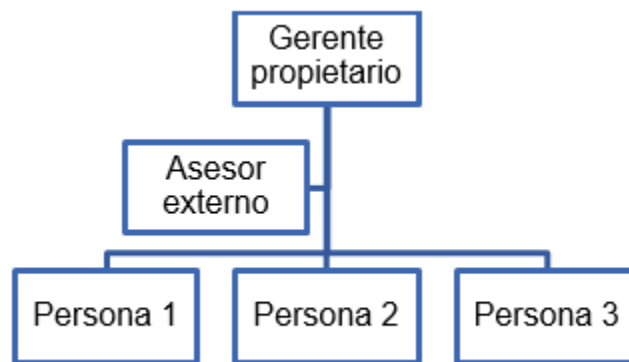 Gerente
propietario
Asesor
externo
Persona 1
Persona 2
Persona 3